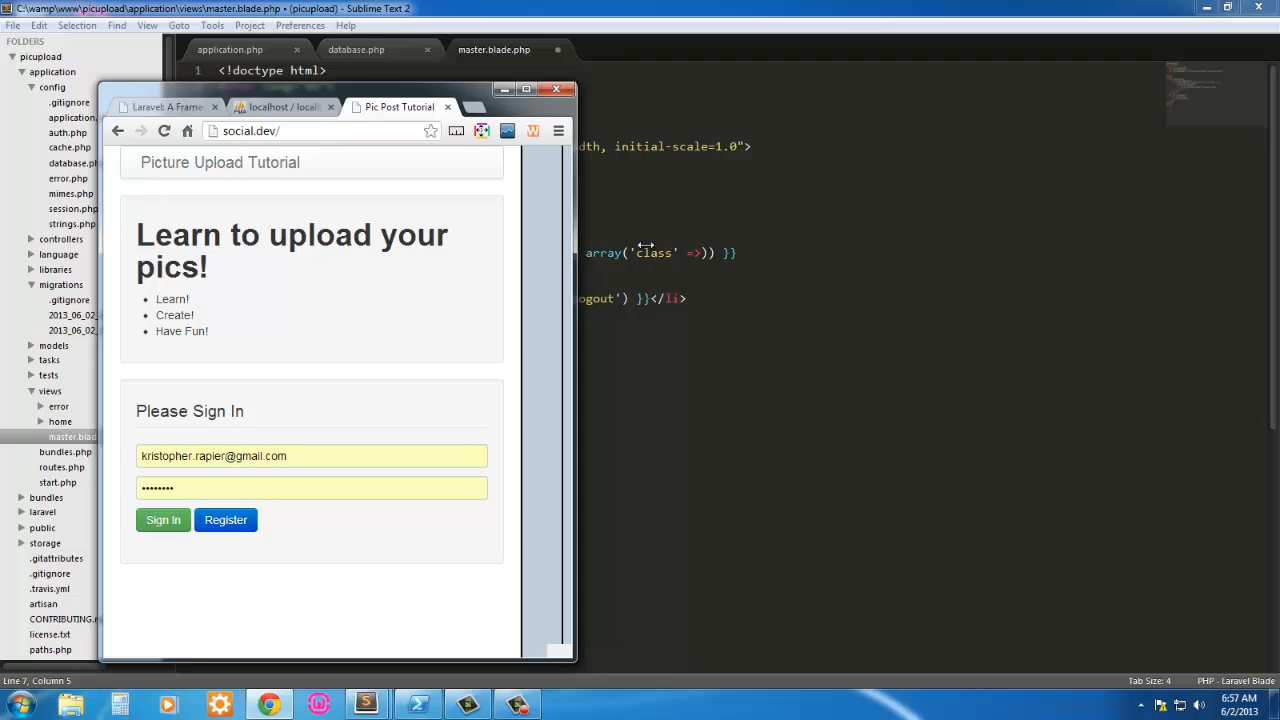 C:\wamp\www\picupload\application\views\master.blade.php • (picupload) - Sublime Text 2
File Edit Selection Find View Goto Tools Project Preferences Help
FOLDERS
picupload
application
config
.gitignore
application.
auth.php
cache.php
database.
error.php
mimes.php
session.php
strings.php
controllers
language
libraries
migrations
.gitignore
2013_06_02_
2013_06_02_
models
tasks
tests
views
error
home
master.blad
bundles.php
routes.php
start.php
bundles
laravel
public
storage
.gitattributes
.gitignore
.travis.yml
artisan
CONTRIBUTING.
license.txt
paths.php
application.php × database.php × master.blade.php •
1 <!doctype html>
dth, initial-scale=1.0">
array('class' =>)) }}
ogout') }}</li>
Laravel: A Frame × localhost / local × Pic Post Tutorial ×
social.dev/
Picture Upload Tutorial
Learn to upload your
pics!
• Learn!
• Create!
• Have Fun!
Please Sign In
kristopher.rapier@gmail.com
••••••••
Sign In Register
Line 7, Column 5 Tab Size: 4 PHP - Laravel Blade
6:57 AM
6/2/2013